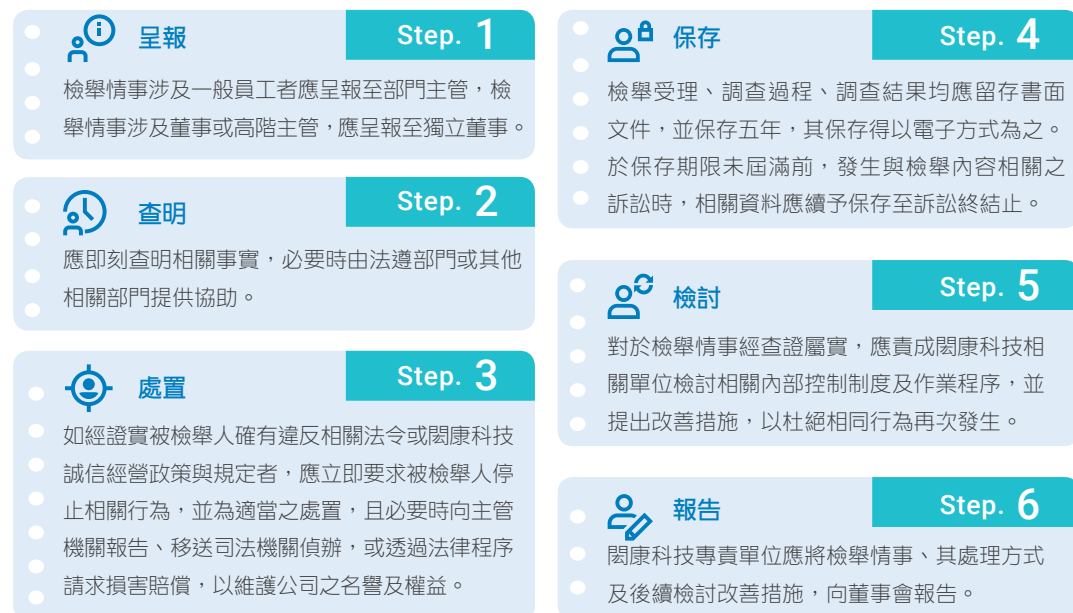 呈報
Step. 1
檢舉情事涉及一般員工者應呈報至部門主管，檢
舉情事涉及董事或高階主管，應呈報至獨立董事。
查明
Step. 2
應即刻查明相關事實，必要時由法遵部門或其他
相關部門提供協助。
處置
Step. 3
如經證實被檢舉人確有違反相關法令或閎康科技
誠信經營政策與規定者，應立即要求被檢舉人停
止相關行為，並為適當之處置，且必要時向主管
機關報告、移送司法機關偵辦，或透過法律程序
請求損害賠償，以維護公司之名譽及權益。
保存
Step. 4
檢舉受理、調查過程、調查結果均應留存書面
文件，並保存五年，其保存得以電子方式為之。
於保存期限未屆滿前，發生與檢舉內容相關之
訴訟時，相關資料應續予保存至訴訟終結止。
檢討
Step. 5
對於檢舉情事經查證屬實，應責成閎康科技相
關單位檢討相關內部控制制度及作業程序，並
提出改善措施，以杜絕相同行為再次發生。
報告
Step. 6
閎康科技專責單位應將檢舉情事、其處理方式
及後續檢討改善措施，向董事會報告。